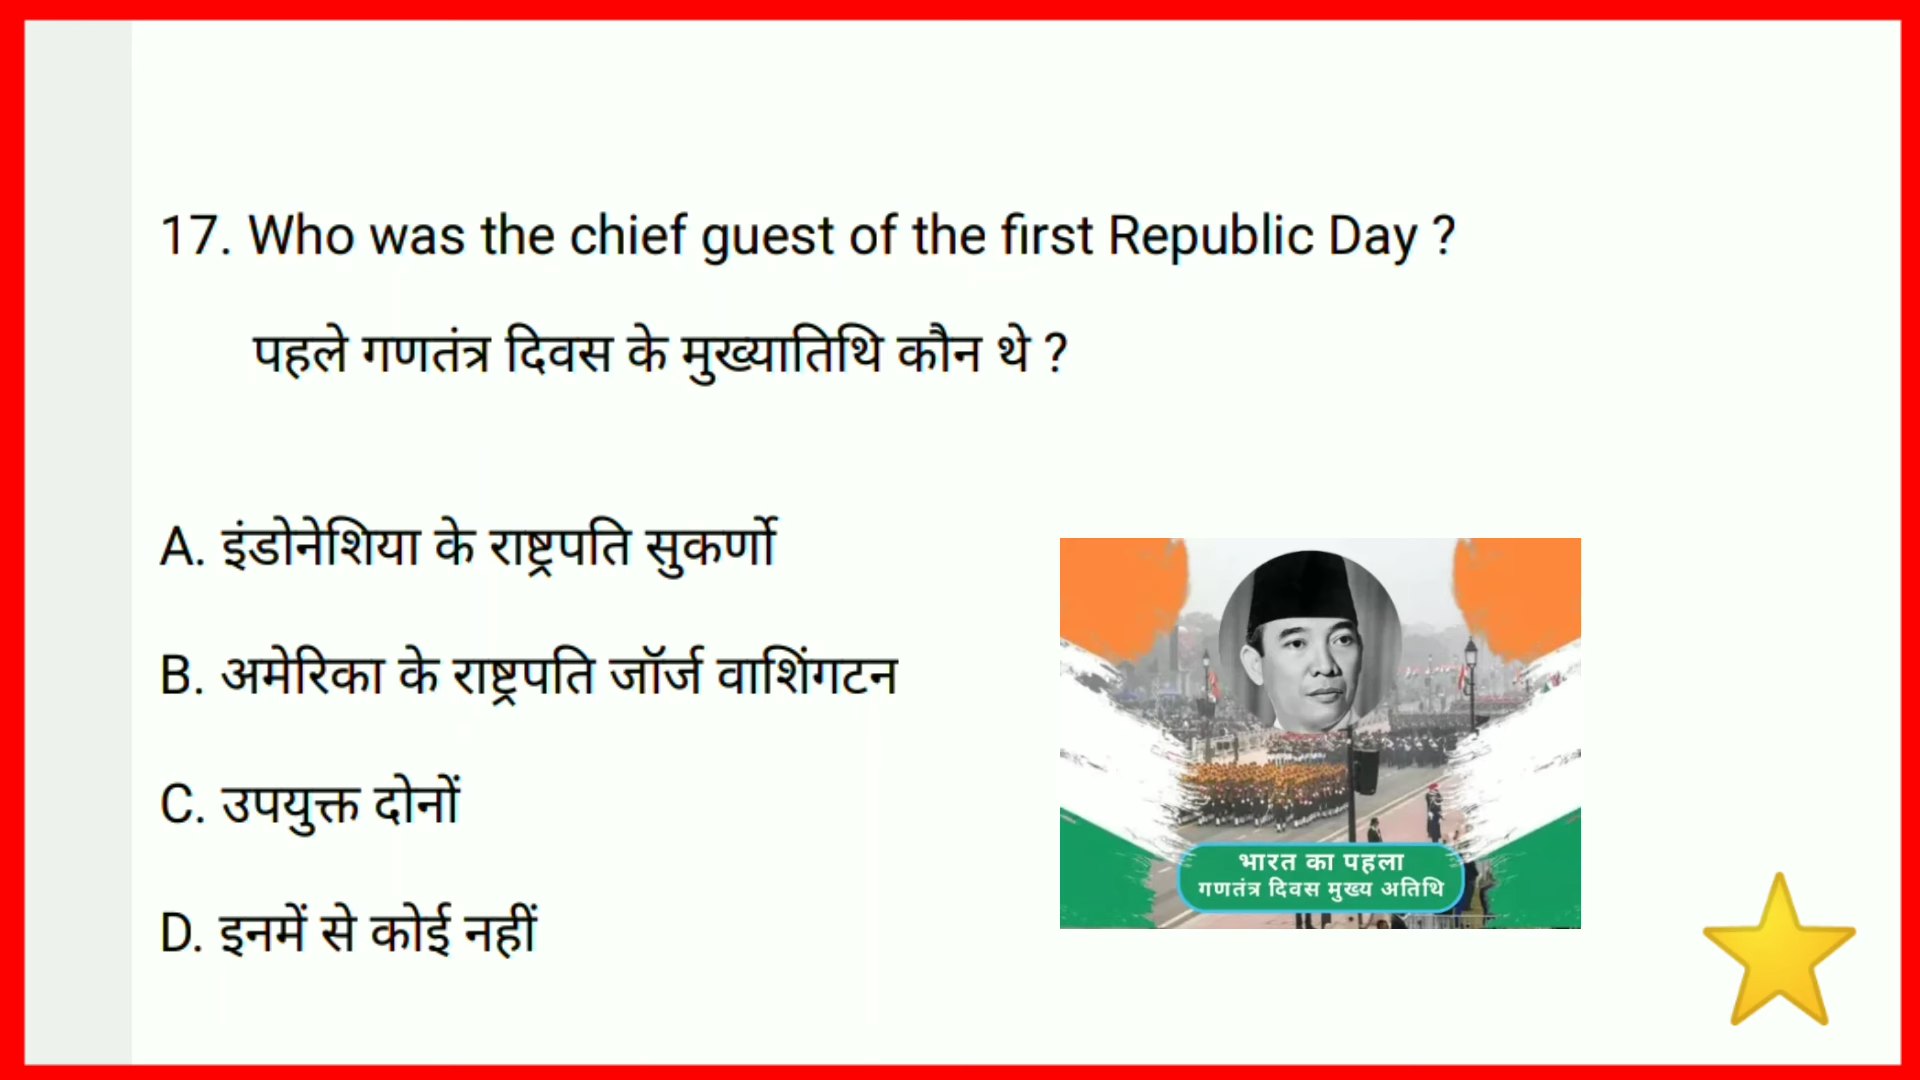 17. Who was the chief guest of the first Republic Day ?
पहले गणतंत्र दिवस के मुख्यातिथि कौन थे ?
A. इंडोनेशिया के राष्ट्रपति सुकर्णो
B. अमेरिका के राष्ट्रपति जॉर्ज वाशिंगटन
C. उपयुक्त दोनों
D. इनमें से कोई नहीं
भारत का पहला
गणतंत्र दिवस मुख्य अतिथि